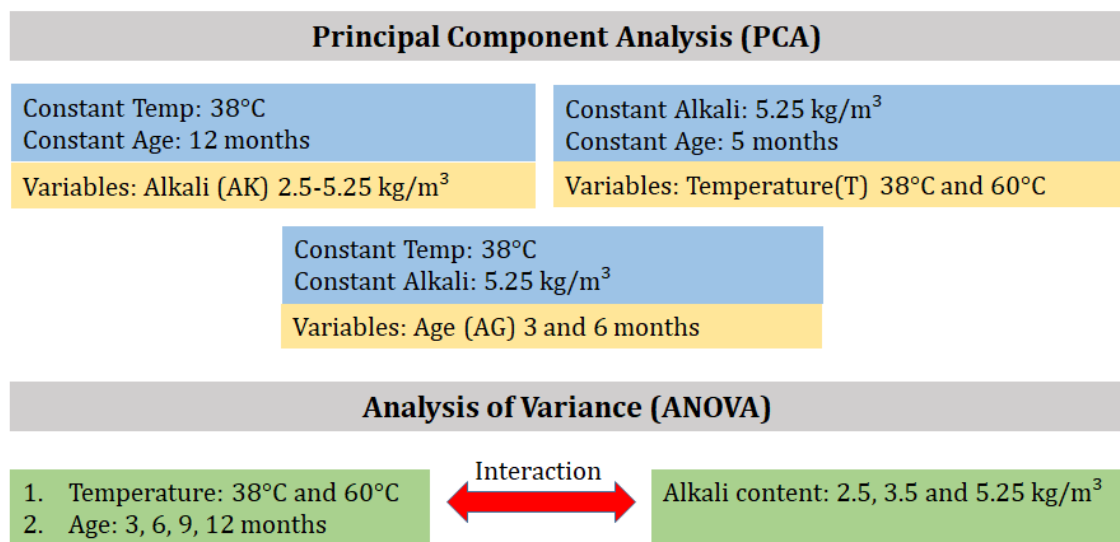 Principal Component Analysis (PCA)
Constant Temp: 38°C
Constant Age: 12 months
Variables: Alkali (AK) 2.5-5.25 kg/m³
Constant Alkali: 5.25 kg/m³
Constant Age: 5 months
Variables: Temperature(T) 38°C and 60°C
Constant Temp: 38°C
Constant Alkali: 5.25 kg/m³
Variables: Age (AG) 3 and 6 months
Analysis of Variance (ANOVA)
1. Temperature: 38°C and 60°C
2. Age: 3, 6, 9, 12 months
Interaction
Alkali content: 2.5, 3.5 and 5.25 kg/m³